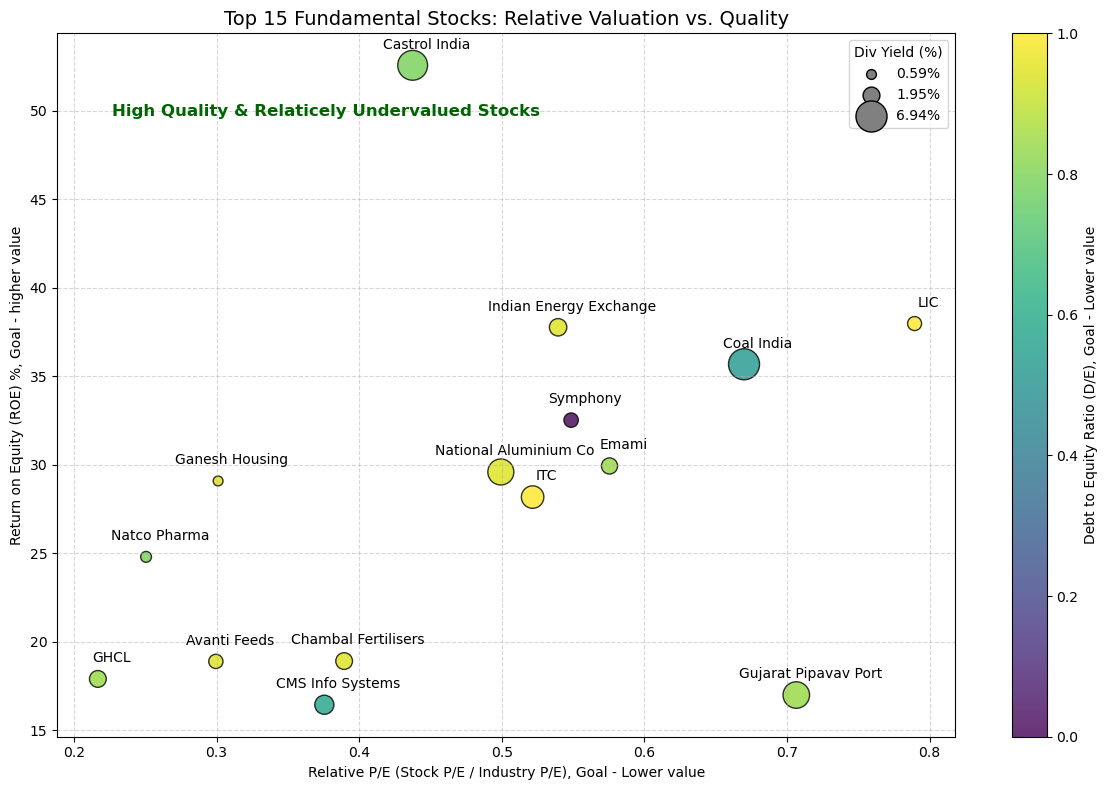 Top 15 Fundamental Stocks: Relative Valuation vs. Quality
Castrol India
High Quality & Relaticely Undervalued Stocks
Div Yield (%)
0.59%
1.95%
6.94%
Indian Energy Exchange
LIC
Coal India
Symphony
National Aluminium Co
Emami
ITC
Ganesh Housing
Natco Pharma
Avanti Feeds
Chambal Fertilisers
GHCL
CMS Info Systems
Gujarat Pipavav Port
50
45
40
35
30
25
20
15
Return on Equity (ROE) %, Goal - higher value
0.2
0.3
0.4
0.5
0.6
0.7
0.8
Relative P/E (Stock P/E / Industry P/E), Goal - Lower value
1.0
0.8
0.6
0.4
0.2
0.0
Debt to Equity Ratio (D/E), Goal - Lower value